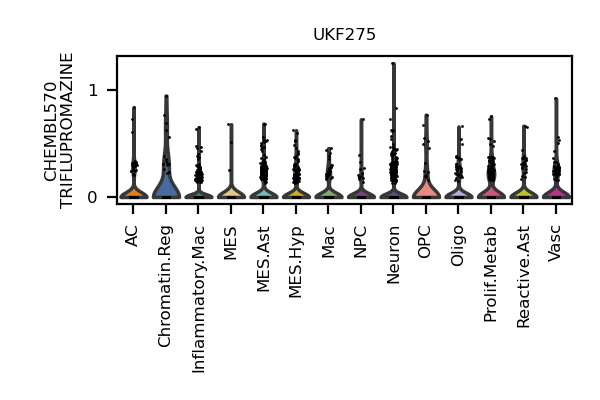 UKF275
CHEMBL570
TRIFLUPROMAZINE
1
0
AC
Chromatin.Reg
Inflammatory.Mac
MES
MES.Ast
MES.Hyp
Mac
NPC
Neuron
OPC
Oligo
Prolif.Metab
Reactive.Ast
Vasc